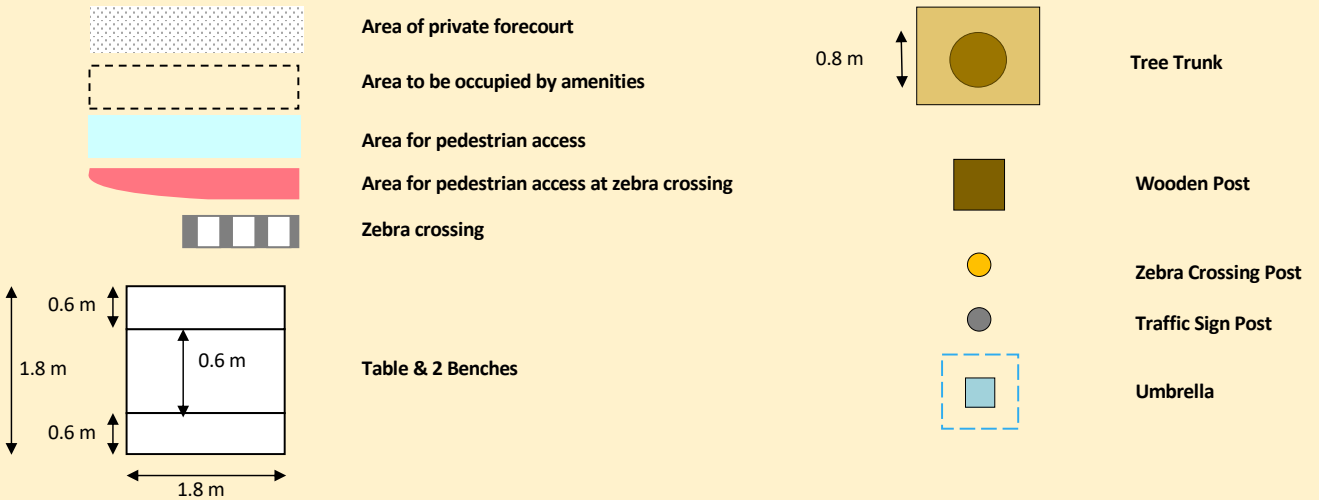 Area of private forecourt
Area to be occupied by amenities
Area for pedestrian access
Area for pedestrian access at zebra crossing
Zebra crossing
0.6 m
1.8 m
0.6 m
0.6 m
1.8 m
Table & 2 Benches
0.8 m
Tree Trunk
Wooden Post
Zebra Crossing Post
Traffic Sign Post
Umbrella